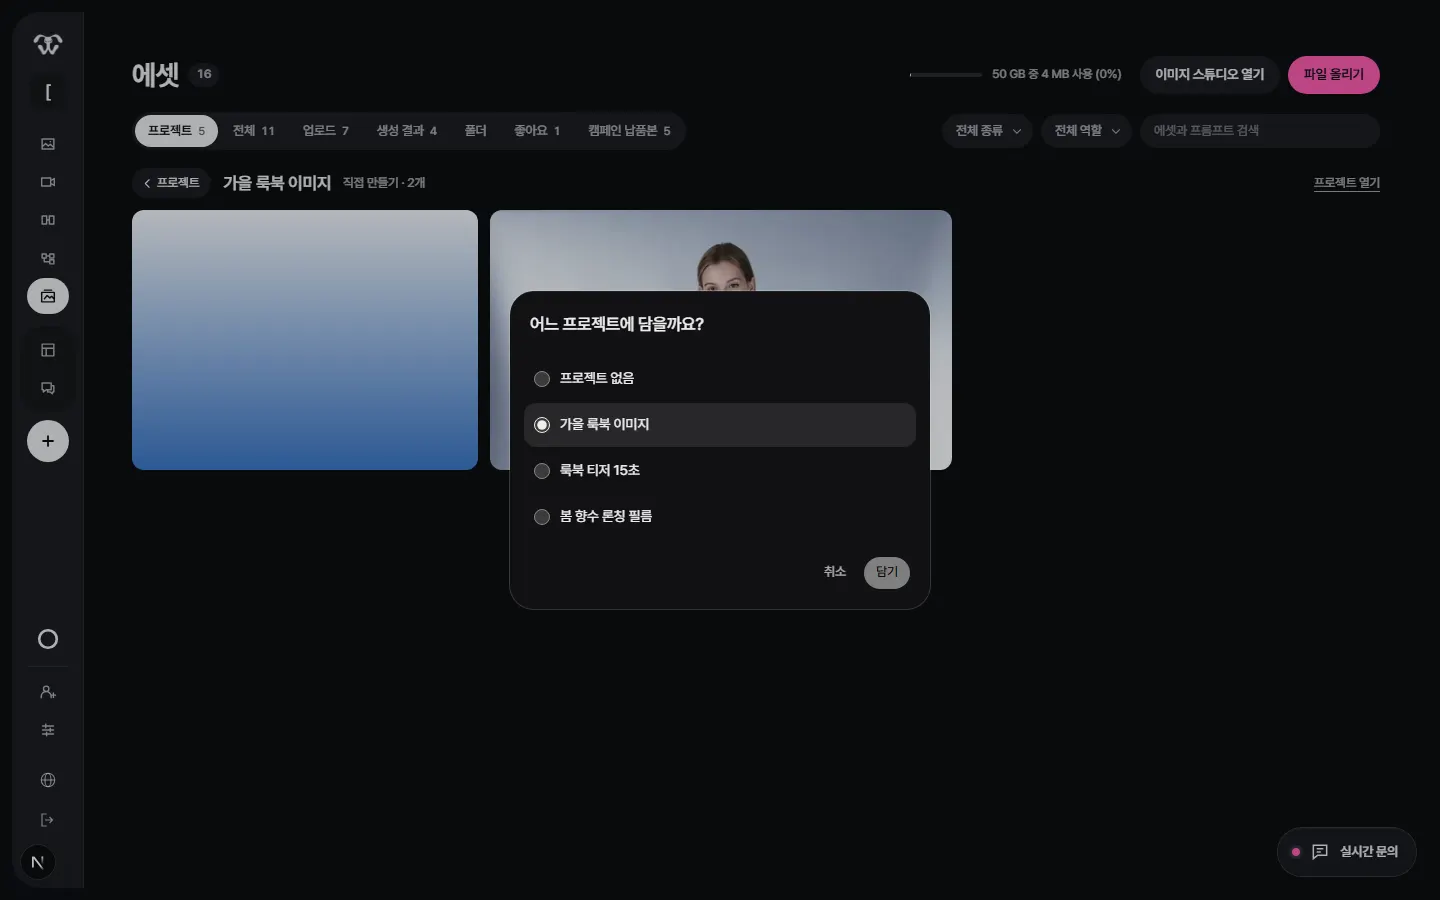 에셋 16
50 GB 중 4 MB 사용 (0%)
이미지 스튜디오 열기
파일 올리기
[
프로젝트 5
전체 11
업로드 7
생성 결과 4
폴더
좋아요 1
캠페인 납품본 5
전체 종류
전체 역할
에셋과 프롬프트 검색
프로젝트
가을 룩북 이미지
직접 만들기 · 2개
프로젝트 열기
어느 프로젝트에 담을까요?
프로젝트 없음
가을 룩북 이미지
룩북 티저 15초
봄 향수 론칭 필름
취소
담기
N
실시간 문의